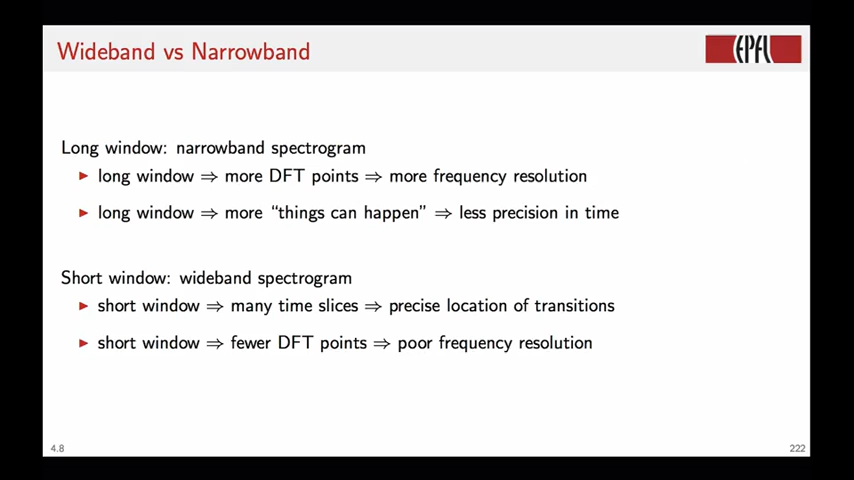 Wideband vs Narrowband
EPFL
Long window: narrowband spectrogram
▶ long window ⇒ more DFT points ⇒ more frequency resolution
▶ long window ⇒ more “things can happen” ⇒ less precision in time
Short window: wideband spectrogram
▶ short window ⇒ many time slices ⇒ precise location of transitions
▶ short window ⇒ fewer DFT points ⇒ poor frequency resolution
4.8
222